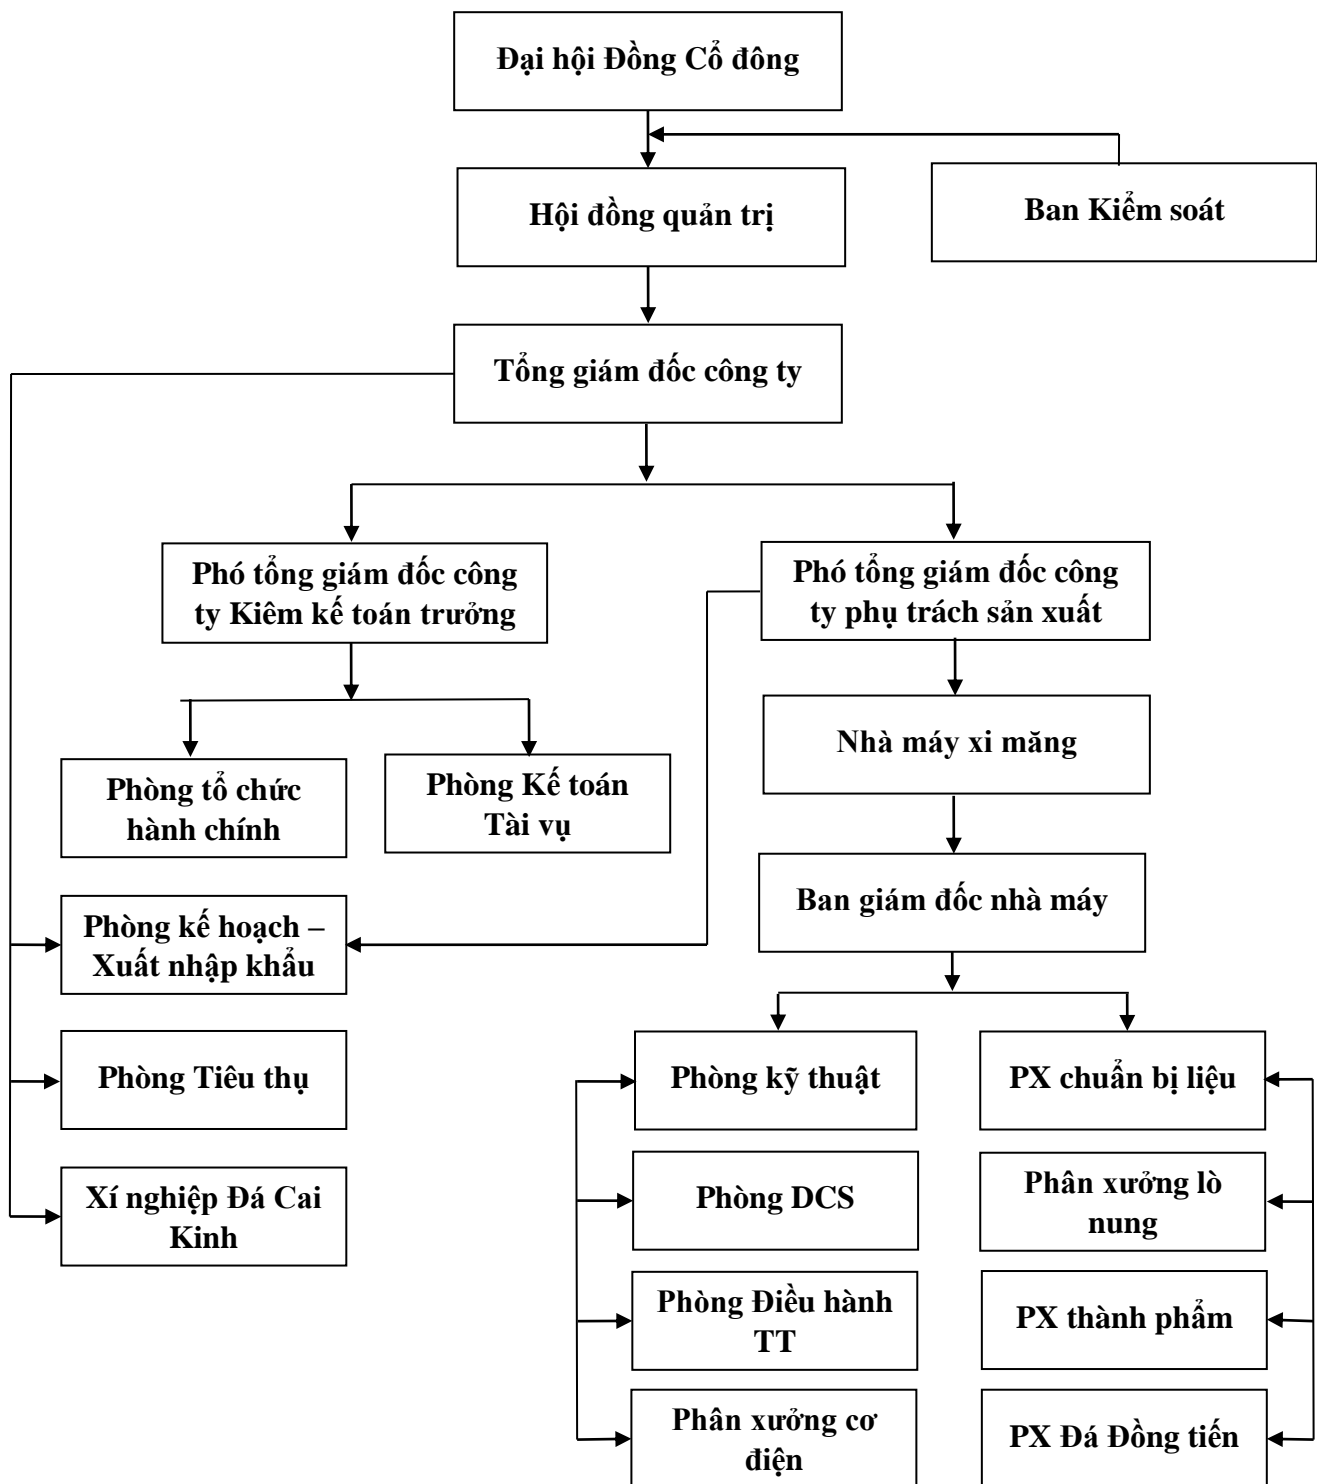 Đại hội Đồng Cổ đông
Hội đồng quản trị
Ban Kiểm soát
Tổng giám đốc công ty
Phó tổng giám đốc công
ty Kiêm kế toán trưởng
Phó tổng giám đốc công
ty phụ trách sản xuất
Nhà máy xi măng
Phòng tổ chức
hành chính
Phòng Kế toán
Tài vụ
Ban giám đốc nhà máy
Phòng kế hoạch –
Xuất nhập khẩu
Phòng Tiêu thụ
Xí nghiệp Đá Cai
Kinh
Phòng kỹ thuật
PX chuẩn bị liệu
Phòng DCS
Phân xưởng lò
nung
Phòng Điều hành
TT
PX thành phẩm
Phân xưởng cơ
điện
PX Đá Đồng tiến